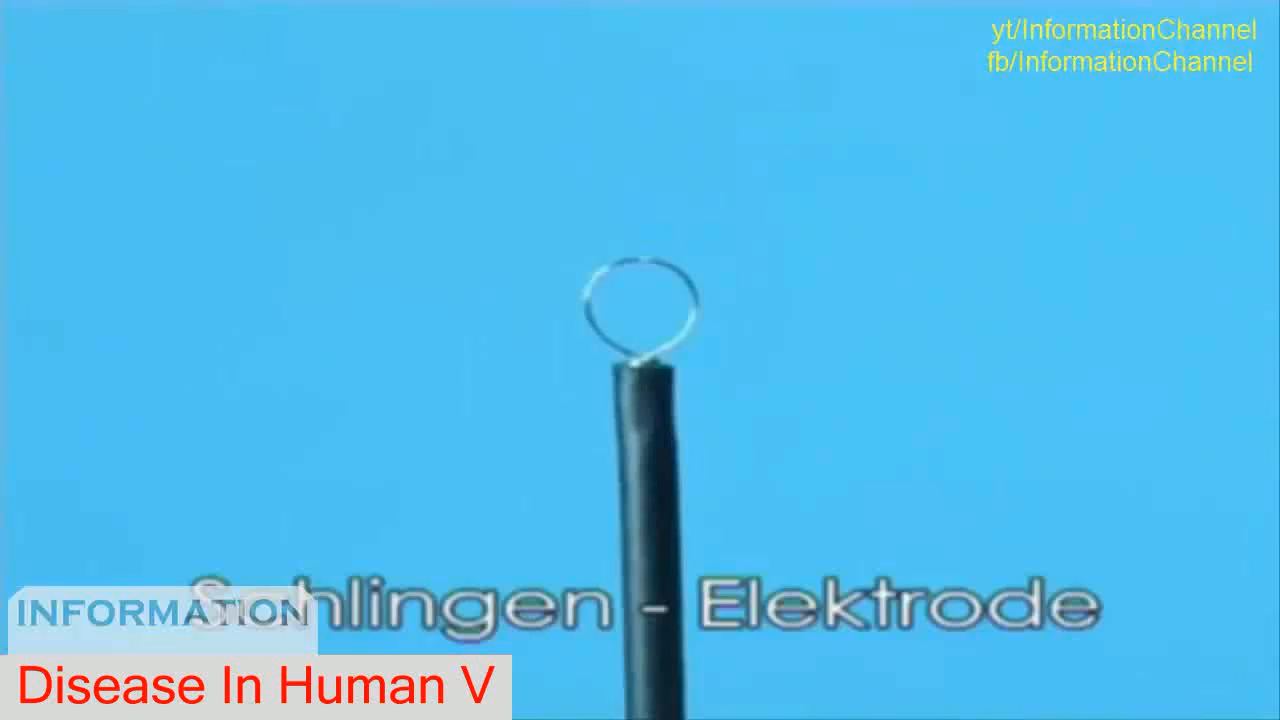 yt/InformationChannel
fb/InformationChannel
Schlingen - Elektrode
INFORMATION
Disease In Human V